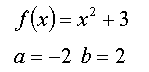 f(x) = x² + 3
a = −2 b = 2